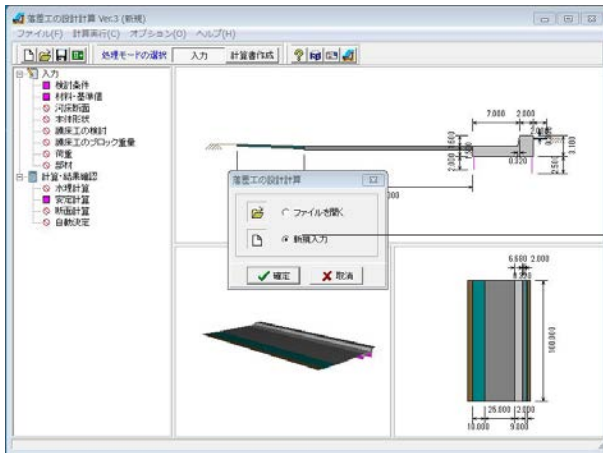 落差工の設計計算 Ver.3 (新規)
ファイル(F) 計算実行(C) オプション(O) ヘルプ(H)
処理モードの選択 入力 計算書作成
入力
検討条件
材料・基準値
河床断面
本体形状
護床工の検討
護床工のブロック重量
荷重
部材
計算・結果確認
水理計算
安定計算
断面計算
自動決定
7.000 2.000
3.100
2.500
0.320
2.000
落差工の設計計算
ファイルを開く
新規入力
確定 取消
6.680 2.000
100.000
25.000 2.000
10.000 9.000